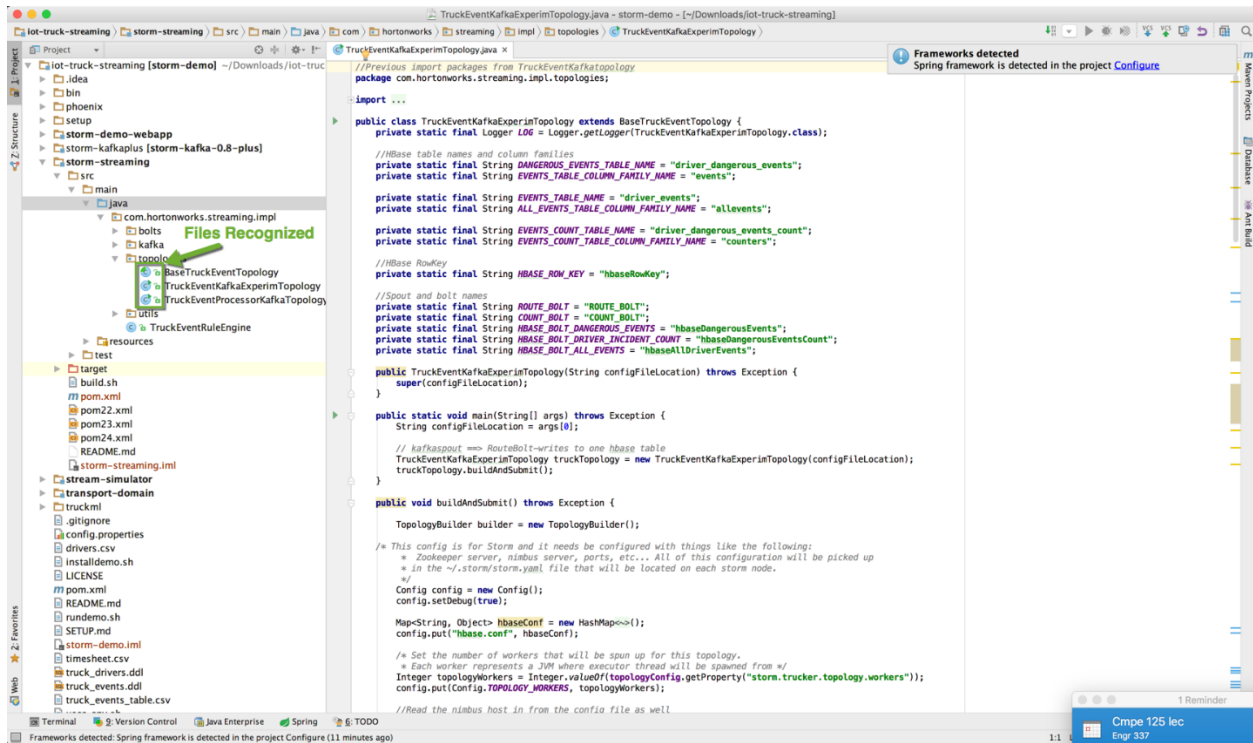 TruckEventKafkaExperimTopology.java - storm-demo - [~/Downloads/iot-truck-streaming]
iot-truck-streaming storm-streaming src main java com hortonworks streaming impl topologies TruckEventKafkaExperimTopology
Project
TruckEventKafkaExperimTopology.java
Frameworks detected
Spring framework is detected in the project Configure
1: Project
Z: Structure
2: Favorites
Web
iot-truck-streaming [storm-demo] ~/Downloads/iot-truc
.idea
bin
phoenix
setup
storm-demo-webapp
storm-kafkaplus [storm-kafka-0.8-plus]
storm-streaming
src
main
java
com.hortonworks.streaming.impl
bolts
Files Recognized
kafka
BaseTruckEventTopology
TruckEventKafkaExperimTopology
TruckEventProcessorKafkaTopology
utils
TruckEventRuleEngine
resources
test
target
build.sh
pom.xml
pom22.xml
pom23.xml
pom24.xml
README.md
storm-streaming.iml
stream-simulator
transport-domain
truckml
.gitignore
config.properties
drivers.csv
installdemo.sh
LICENSE
pom.xml
README.md
rundemo.sh
SETUP.md
storm-demo.iml
timesheet.csv
truck_drivers.ddl
truck_events.ddl
truck_events_table.csv
//Previous import packages from TruckEventKafkatopology
package com.hortonworks.streaming.impl.topologies;
import ...
public class TruckEventKafkaExperimTopology extends BaseTruckEventTopology {
private static final Logger LOG = Logger.getLogger(TruckEventKafkaExperimTopology.class);
//HBase table names and column families
private static final String DANGEROUS_EVENTS_TABLE_NAME = "driver_dangerous_events";
private static final String EVENTS_TABLE_COLUMN_FAMILY_NAME = "events";
private static final String EVENTS_TABLE_NAME = "driver_events";
private static final String ALL_EVENTS_TABLE_COLUMN_FAMILY_NAME = "allevents";
private static final String EVENTS_COUNT_TABLE_NAME = "driver_dangerous_events_count";
private static final String EVENTS_COUNT_TABLE_COLUMN_FAMILY_NAME = "counters";
//HBase RowKey
private static final String HBASE_ROW_KEY = "hbaseRowKey";
//Spout and bolt names
private static final String ROUTE_BOLT = "ROUTE_BOLT";
private static final String COUNT_BOLT = "COUNT_BOLT";
private static final String HBASE_BOLT_DANGEROUS_EVENTS = "hbaseDangerousEvents";
private static final String HBASE_BOLT_DRIVER_INCIDENT_COUNT = "hbaseDangerousEventsCount";
private static final String HBASE_BOLT_ALL_EVENTS = "hbaseAllDriverEvents";
public TruckEventKafkaExperimTopology(String configFileLocation) throws Exception {
super(configFileLocation);
}
public static void main(String[] args) throws Exception {
String configFileLocation = args[0];
// kafkaspout ==> RouteBolt-writes to one hbase table
TruckEventKafkaExperimTopology truckTopology = new TruckEventKafkaExperimTopology(configFileLocation);
truckTopology.buildAndSubmit();
}
public void buildAndSubmit() throws Exception {
TopologyBuilder builder = new TopologyBuilder();
/* This config is for Storm and it needs be configured with things like the following:
* Zookeeper server, nimbus server, ports, etc... All of this configuration will be picked up
* in the ~/.storm/storm.yaml file that will be located on each storm node.
*/
Config config = new Config();
config.setDebug(true);
Map<String, Object> hbaseConf = new HashMap<~>();
config.put("hbase.conf", hbaseConf);
/* Set the number of workers that will be spun up for this topology.
* Each worker represents a JVM where executor thread will be spawned from */
Integer topologyWorkers = Integer.valueOf(topologyConfig.getProperty("storm.trucker.topology.workers"));
config.put(Config.TOPOLOGY_WORKERS, topologyWorkers);
//Read the nimbus host in from the config file as well
Maven Projects
Database
Ant Build
Terminal 9: Version Control Java Enterprise Spring 6: TODO
Frameworks detected: Spring framework is detected in the project Configure (11 minutes ago)
1:1
1 Reminder
Cmpe 125 lec
Engr 337